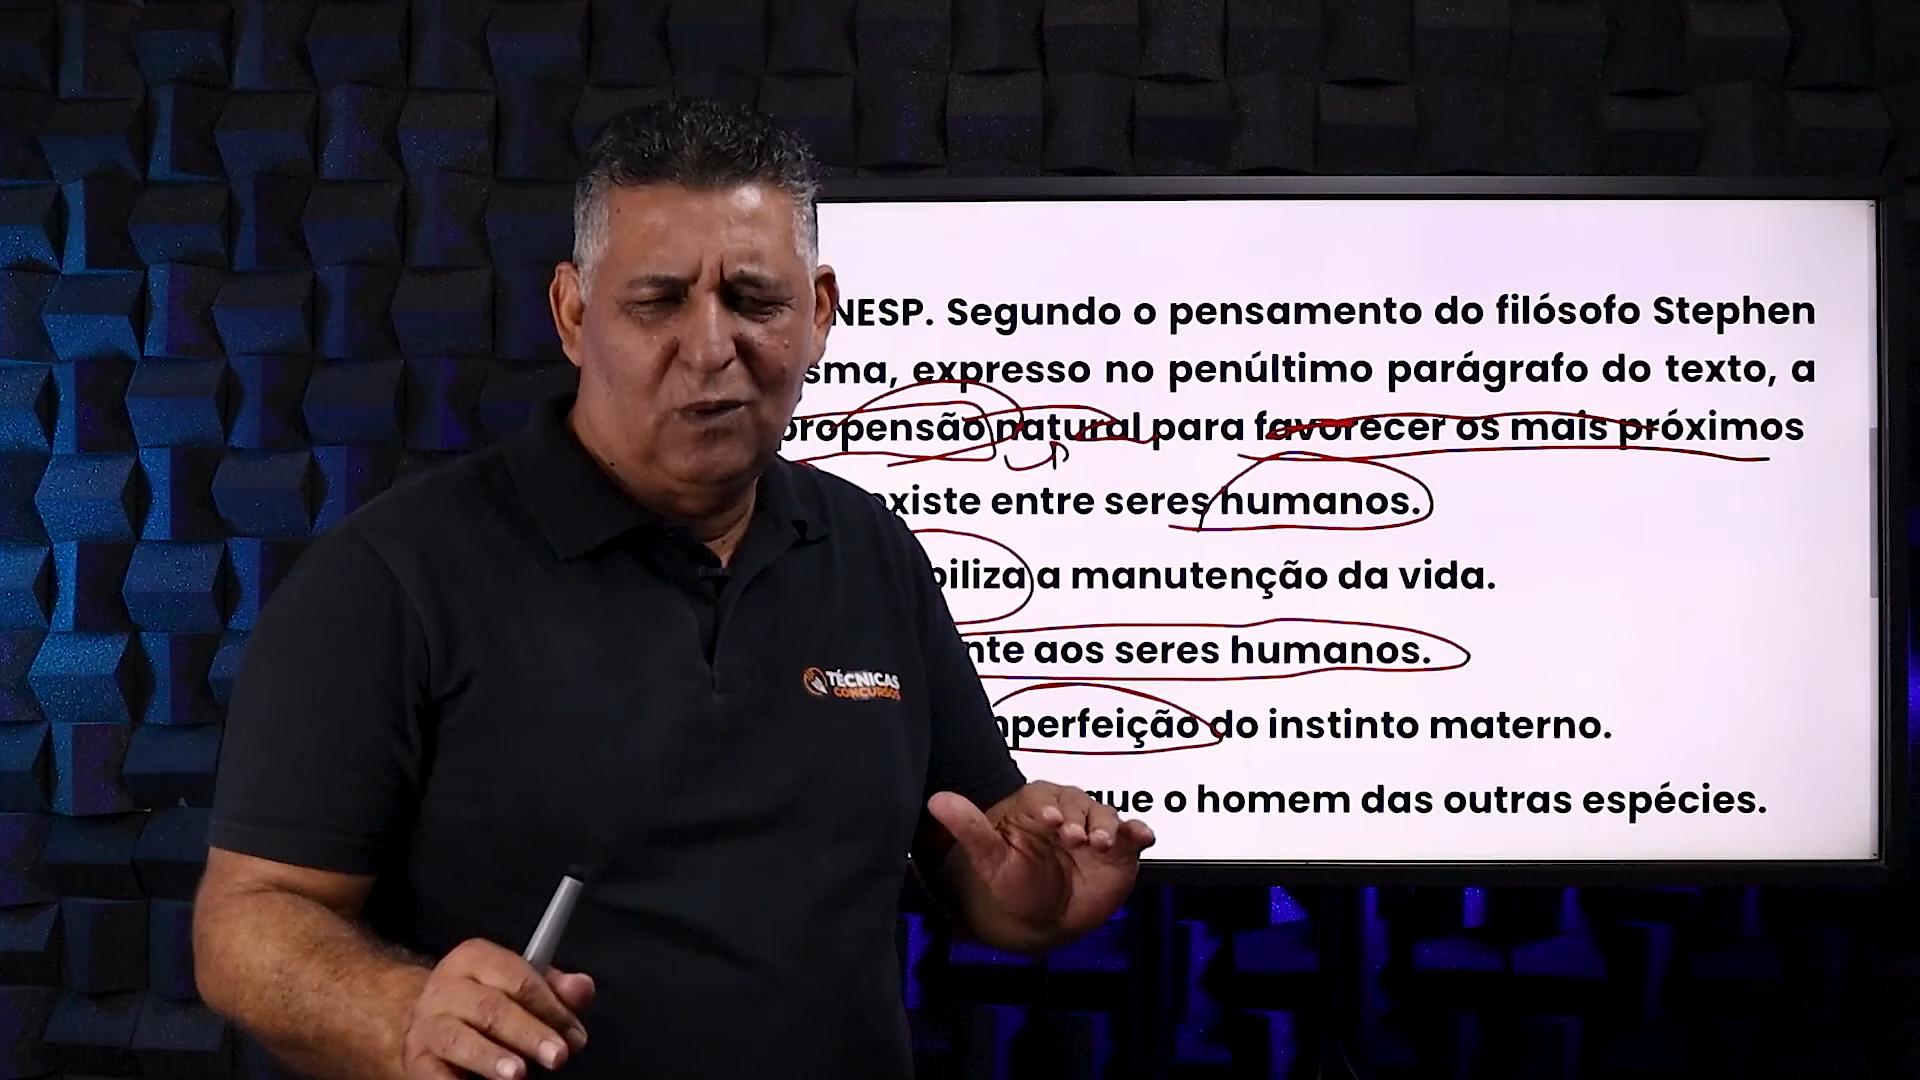 NESP. Segundo o pensamento do filósofo Stephen
sma, expresso no penúltimo parágrafo do texto, a
propensão natural para favorecer os mais próximos
existe entre seres humanos.
biliza a manutenção da vida.
nte aos seres humanos.
mperfeição do instinto materno.
que o homem das outras espécies.
TÉCNICAS
CONCURSOS